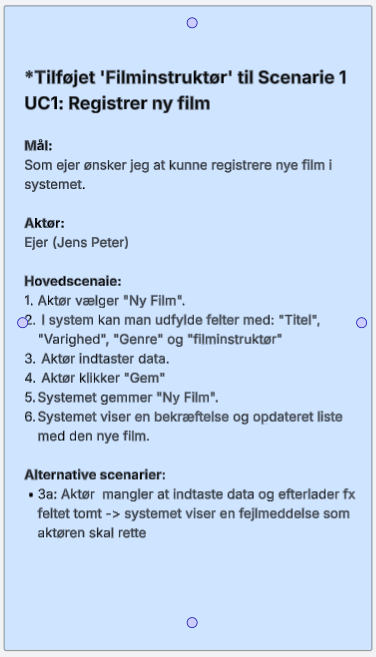 *Tilføjet 'Filminstruktør' til Scenarie 1
UC1: Registrer ny film
Mål:
Som ejer ønsker jeg at kunne registrere nye film i
systemet.
Aktør:
Ejer (Jens Peter)
Hovedscenaie:
1. Aktør vælger "Ny Film".
2. I system kan man udfylde felter med: "Titel",
"Varighed", "Genre" og "filminstruktør"
3. Aktør indtaster data.
4. Aktør klikker "Gem"
5. Systemet gemmer "Ny Film".
6. Systemet viser en bekræftelse og opdateret liste
med den nye film.
Alternative scenarier:
• 3a: Aktør mangler at indtaste data og efterlader fx
feltet tomt -> systemet viser en fejlmeddelse som
aktøren skal rette